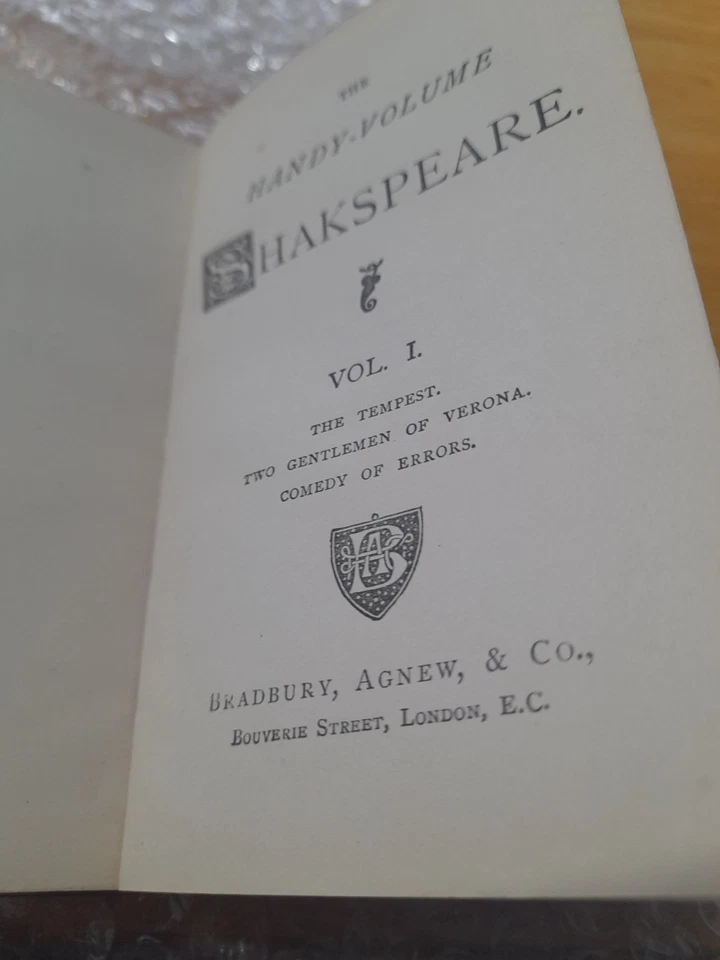 THE
HANDY-VOLUME
SHAKSPEARE.
VOL. I.
THE TEMPEST.
TWO GENTLEMEN OF VERONA.
COMEDY OF ERRORS.
BRADBURY, AGNEW, & CO.,
BOUVERIE STREET, LONDON, E.C.